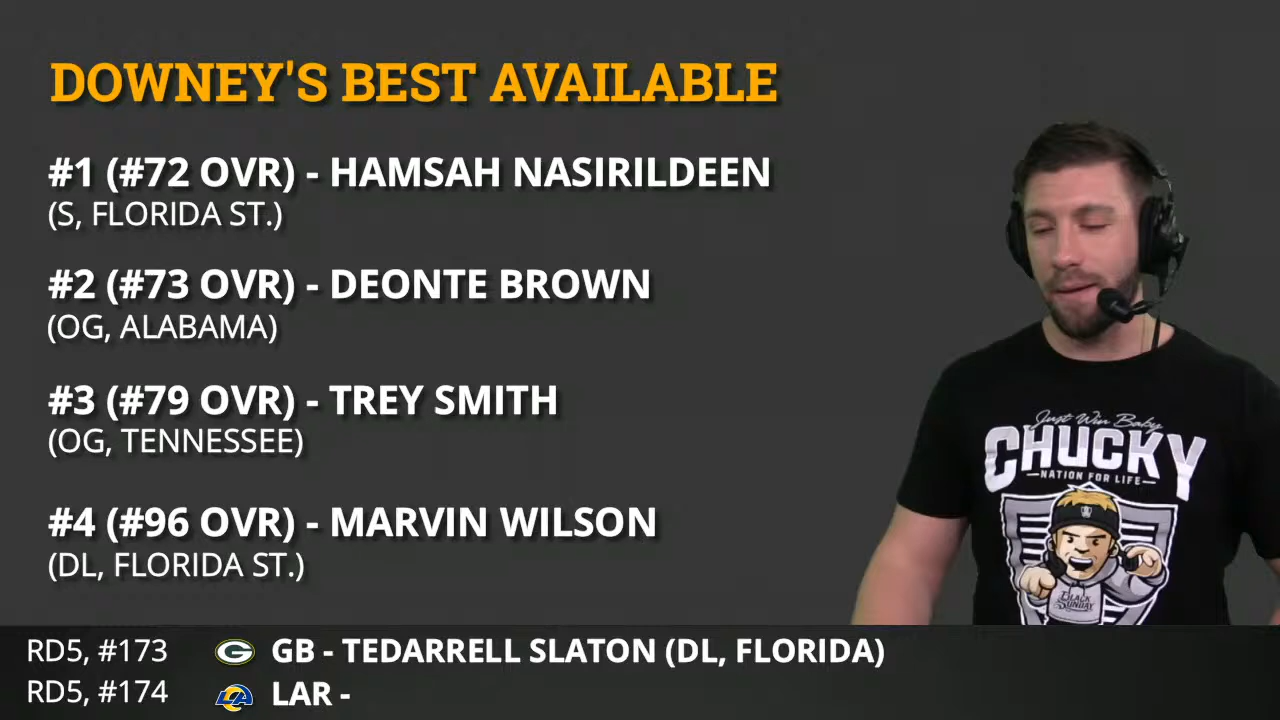 DOWNEY'S BEST AVAILABLE
#1 (#72 OVR) - HAMSAH NASIRILDEEN
(S, FLORIDA ST.)
#2 (#73 OVR) - DEONTE BROWN
(OG, ALABAMA)
#3 (#79 OVR) - TREY SMITH
(OG, TENNESSEE)
#4 (#96 OVR) - MARVIN WILSON
(DL, FLORIDA ST.)
Just Win Baby
CHUCKY
—NATION FOR LIFE—
BLACK
SUNDAY
RD5, #173 GB - TEDARRELL SLATON (DL, FLORIDA)
RD5, #174 LAR -